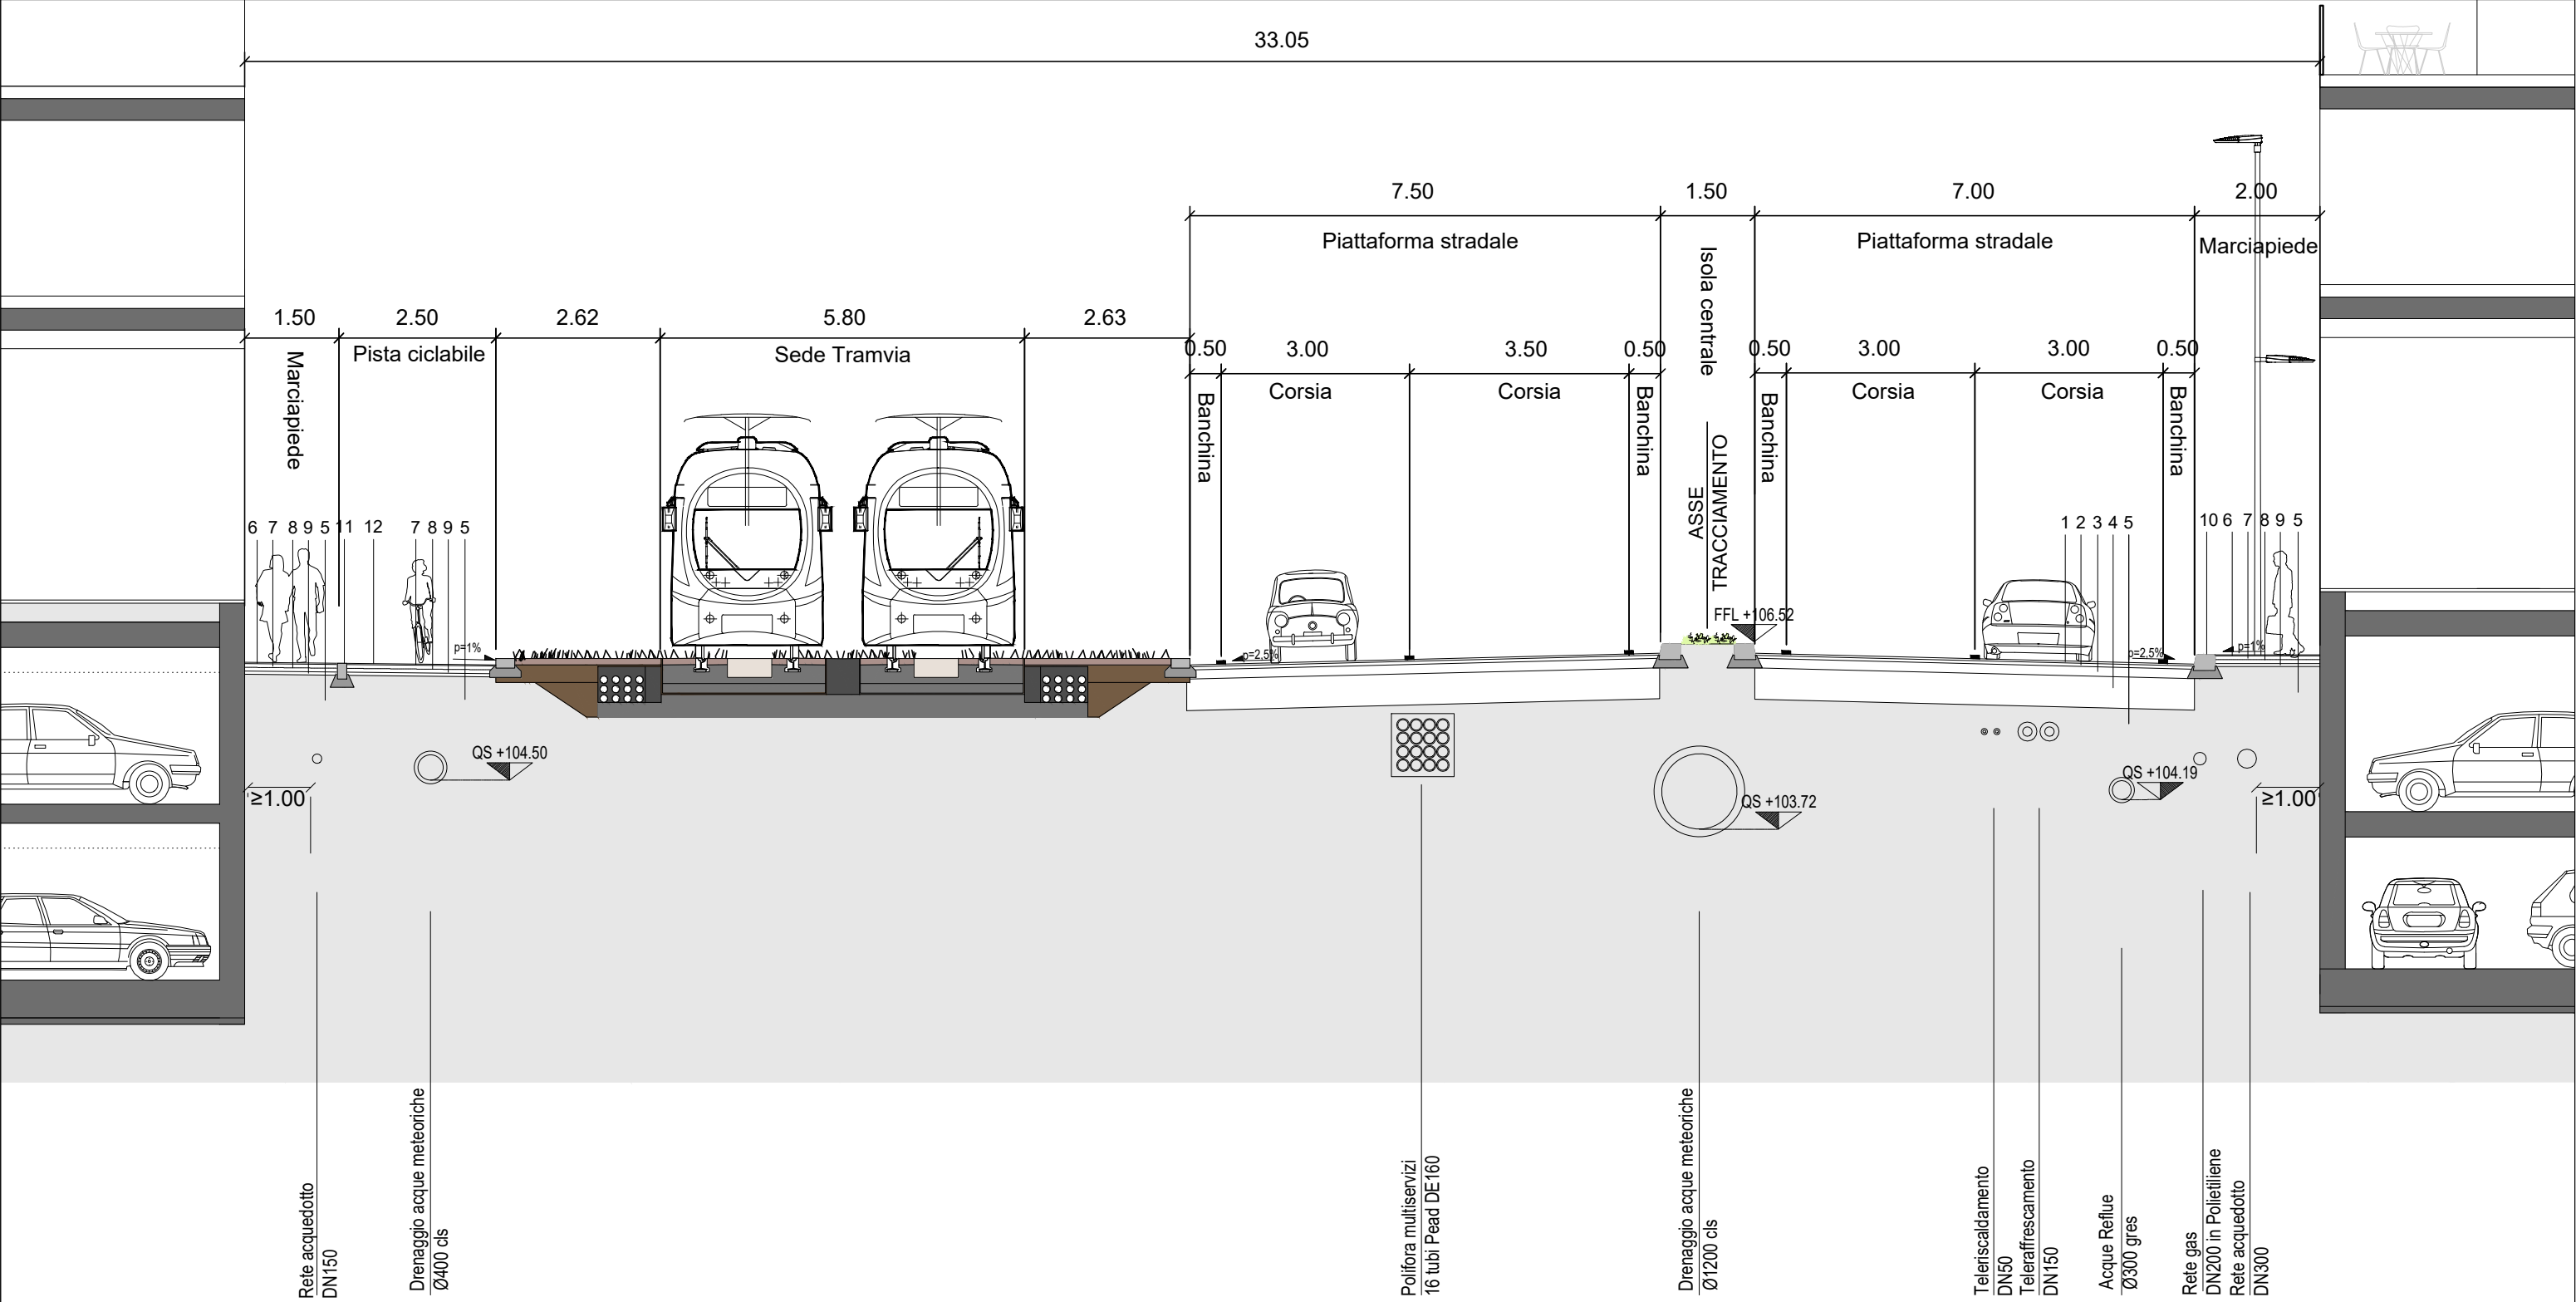 33.05
7.50
1.50
7.00
2.00
Piattaforma stradale
Isola centrale
Piattaforma stradale
Marciapiede
1.50
2.50
2.62
5.80
2.63
Marciapiede
Pista ciclabile
Sede Tramvia
0.50
3.00
3.50
0.50
0.50
3.00
3.00
0.50
Banchina
Corsia
Corsia
Banchina
Banchina
Corsia
Corsia
Banchina
ASSE
TRACCIAMENTO
6 7 8 9 5 11 12 7 8 9 5
1 2 3 4 5
10 6 7 8 9 5
FFL +106.52
p=1%
p=2,5%
p=2,5%
p=1%
QS +104.50
QS +103.72
QS +104.19
≥1.00
≥1.00
Rete acquedotto
DN150
Drenaggio acque meteoriche
Ø400 cls
Polifora multiservizi
16 tubi Pead DE160
Drenaggio acque meteoriche
Ø1200 cls
Teleriscaldamento
DN50
Teleraffrescamento
DN150
Acque Reflue
Ø300 gres
Rete gas
DN200 in Polietiliene
Rete acquedotto
DN300